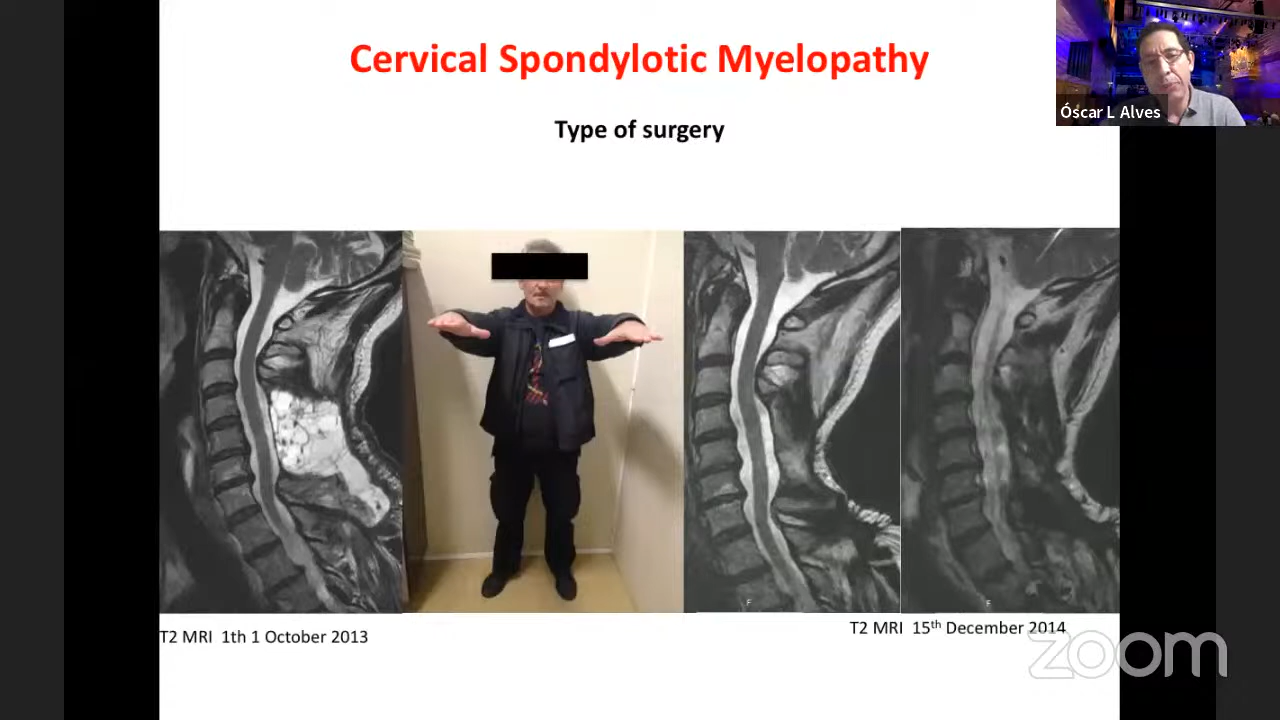 Cervical Spondylotic Myelopathy
Óscar L Alves
Type of surgery
F
F
T2 MRI 1th 1 October 2013
T2 MRI 15th December 2014
zoom